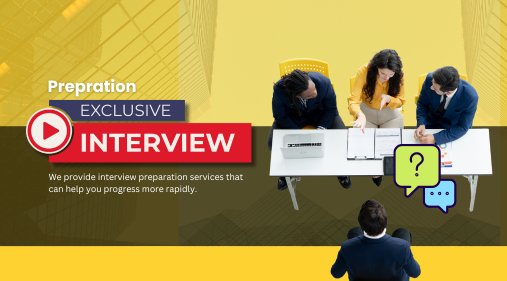 Prepration
EXCLUSIVE
INTERVIEW
We provide interview preparation services that
can help you progress more rapidly.
?